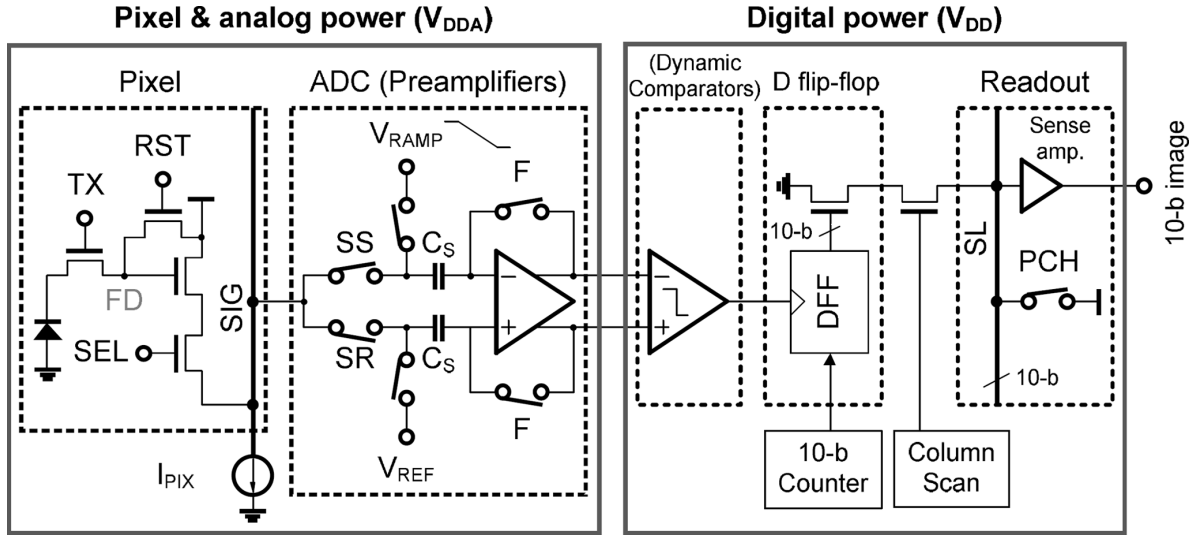 Pixel & analog power (VDDA)
Digital power (VDD)
Pixel
ADC (Preamplifiers)
(Dynamic
Comparators)
D flip-flop
Readout
RST
TX
FD
SEL
SIG
IPIX
VRAMP
F
SS
CS
SR
CS
F
VREF
−
+
−
+
10-b
DFF
10-b
Counter
Column
Scan
Sense
amp.
SL
PCH
10-b
10-b image